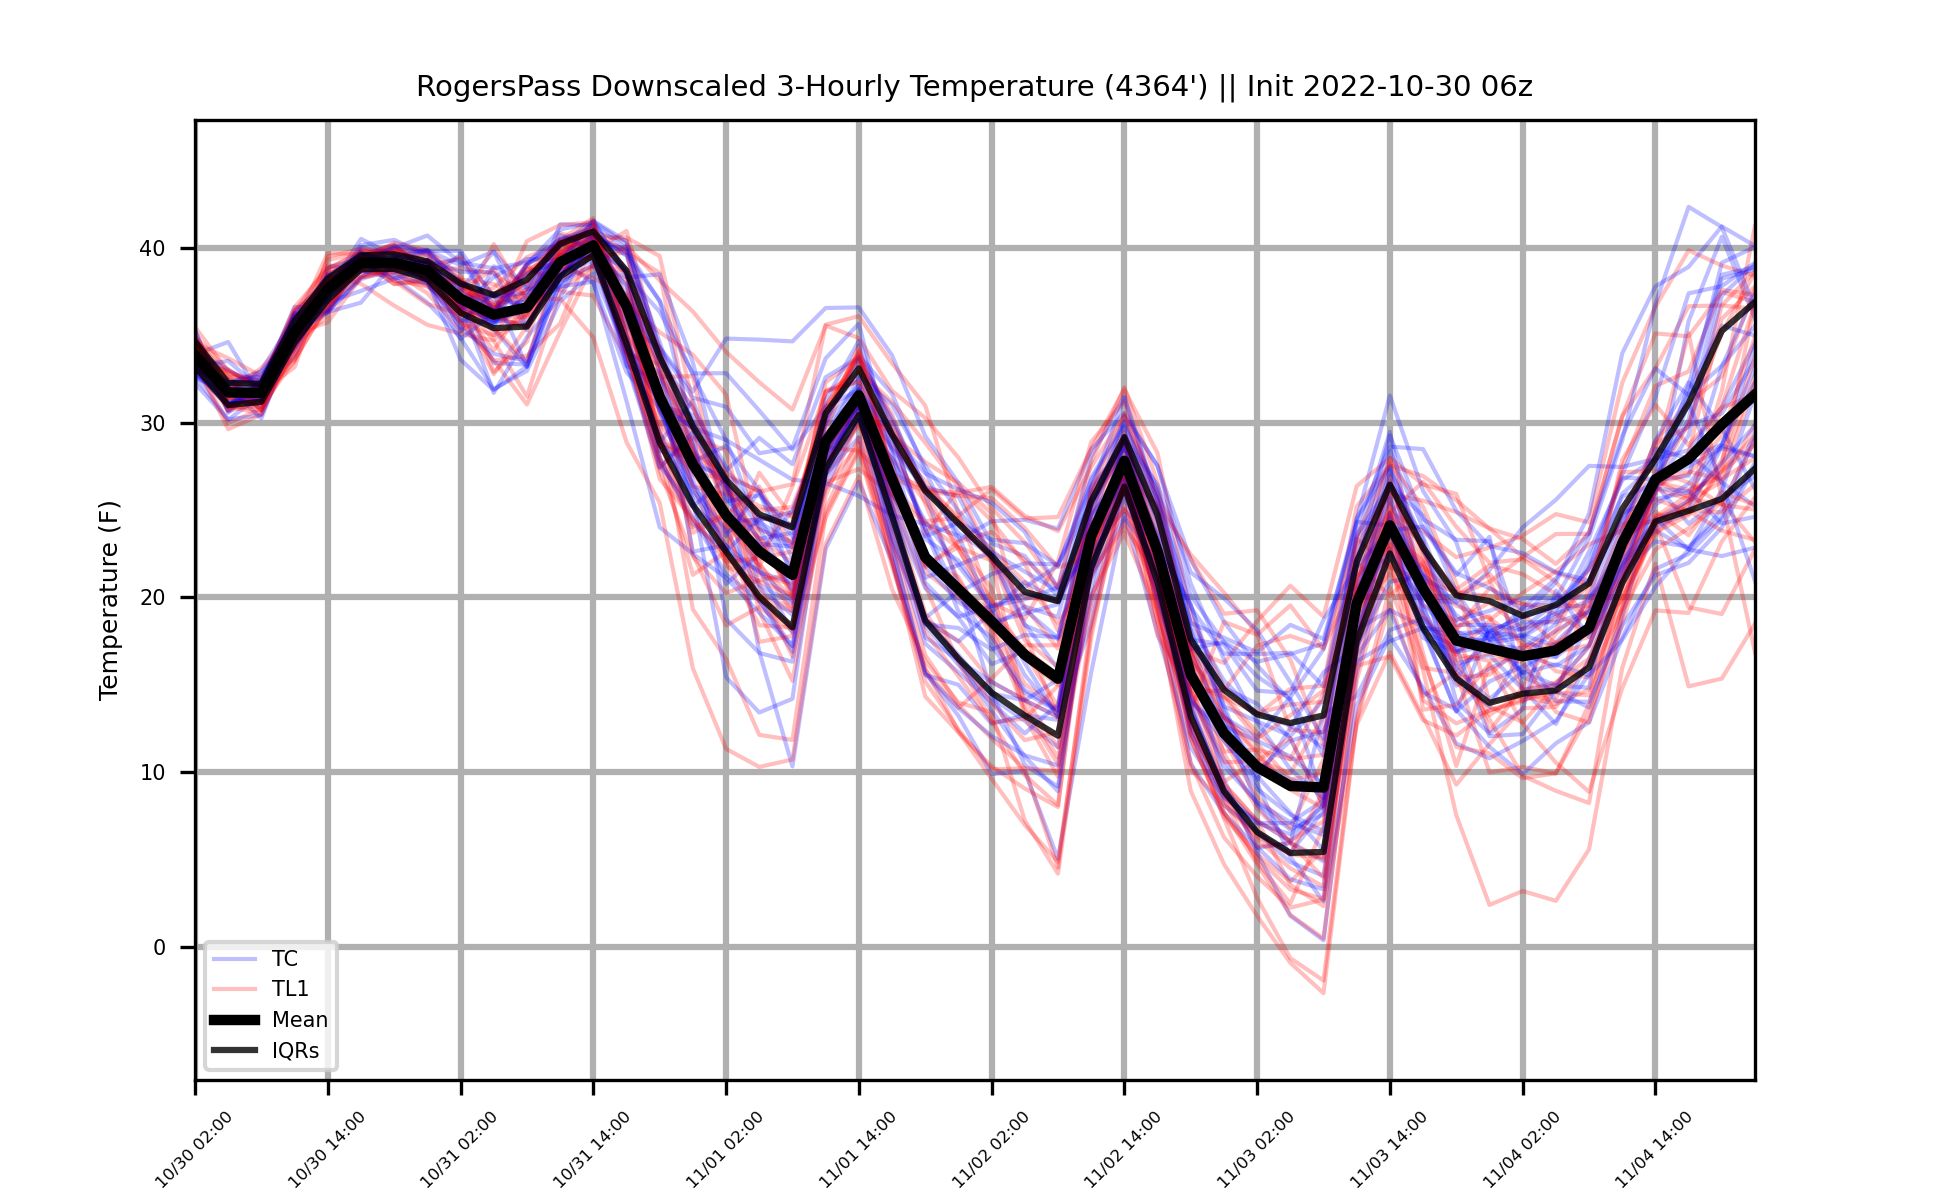 RogersPass Downscaled 3-Hourly Temperature (4364') || Init 2022-10-30 06z
Temperature (F)
40
30
20
10
0
TC
TL1
Mean
IQRs
10/30 02:00
10/30 14:00
10/31 02:00
10/31 14:00
11/01 02:00
11/01 14:00
11/02 02:00
11/02 14:00
11/03 02:00
11/03 14:00
11/04 02:00
11/04 14:00